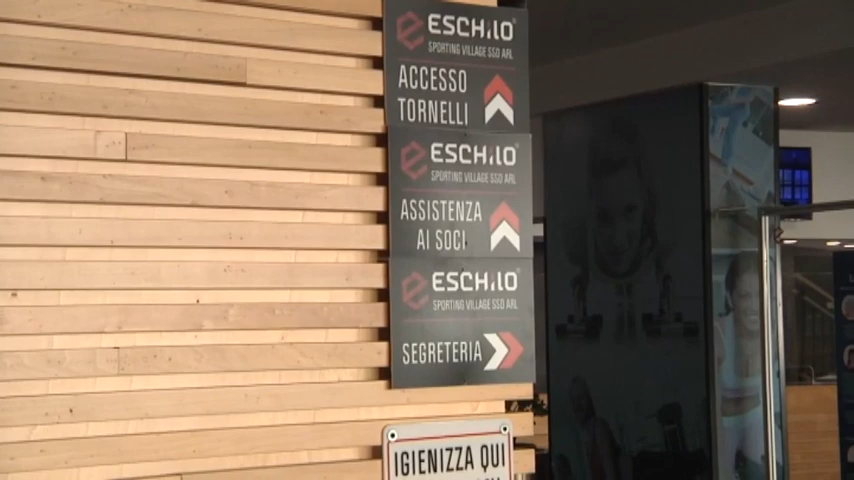 ESCHILO
SPORTING VILLAGE SSD ARL
ACCESSO
TORNELLI
ESCHILO
SPORTING VILLAGE SSD ARL
ASSISTENZA
AI SOCI
ESCHILO
SPORTING VILLAGE SSD ARL
SEGRETERIA
IGIENIZZA QUI